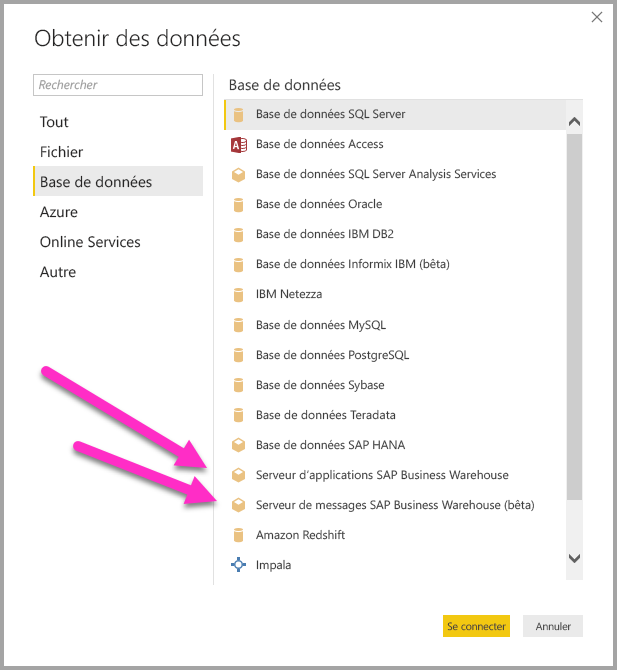 Obtenir des données
Rechercher
Tout
Fichier
Base de données
Azure
Online Services
Autre
Base de données
Base de données SQL Server
A
Base de données Access
Base de données SQL Server Analysis Services
Base de données Oracle
Base de données IBM DB2
Base de données Informix IBM (bêta)
IBM Netezza
Base de données MySQL
Base de données PostgreSQL
Base de données Sybase
Base de données Teradata
Base de données SAP HANA
Serveur d’applications SAP Business Warehouse
Serveur de messages SAP Business Warehouse (bêta)
Amazon Redshift
Impala
Se connecter
Annuler